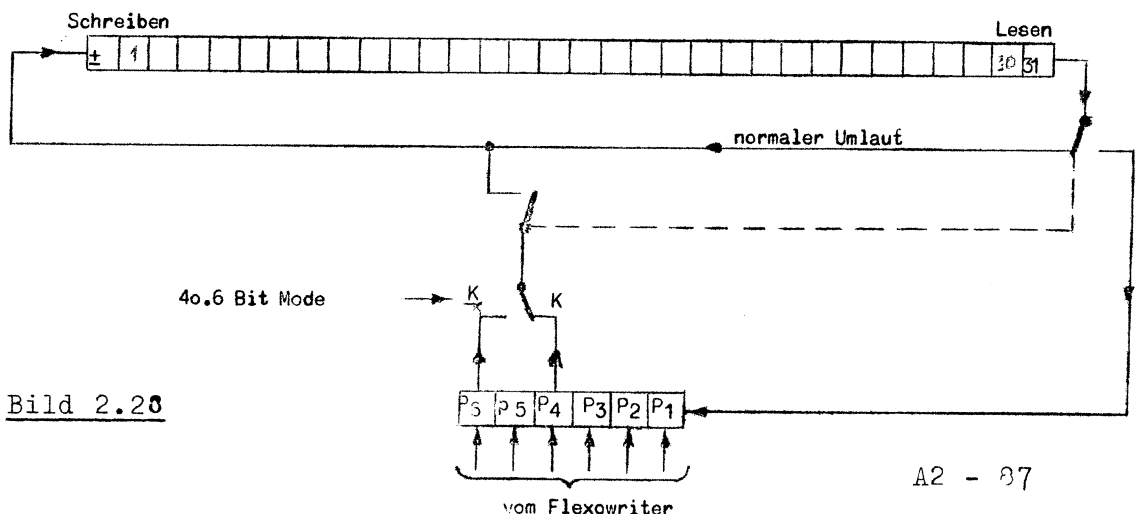 Schreiben
Lesen
± 1 30 31
normaler Umlauf
4o.6 Bit Mode
K K
Bild 2.28
P6 P5 P4 P3 P2 P1
A2 - 87
vom Flexowriter